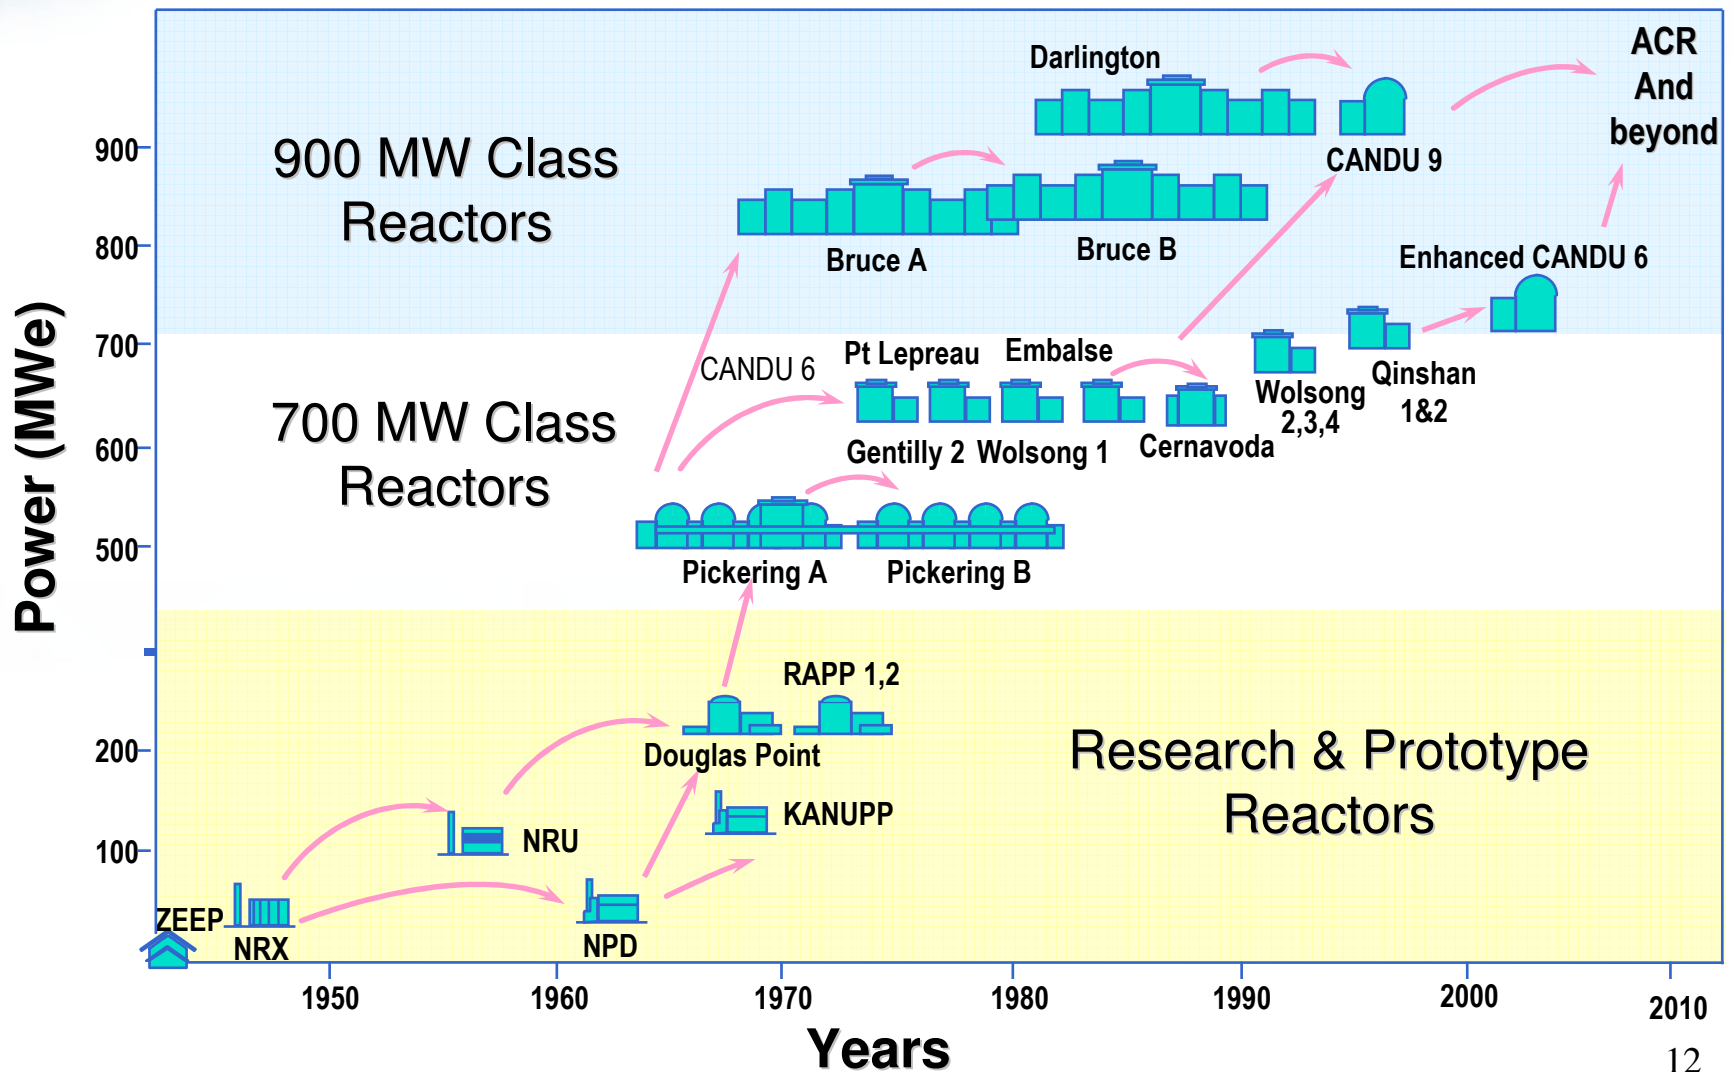 Darlington
ACR
And
beyond
CANDU 9
900 MW Class
Reactors
Bruce A
Bruce B
Enhanced CANDU 6
CANDU 6
Pt Lepreau
Embalse
Gentilly 2
Wolsong 1
Cernavoda
Wolsong
2,3,4
Qinshan
1&2
700 MW Class
Reactors
Pickering A
Pickering B
RAPP 1,2
Douglas Point
KANUPP
Research & Prototype
Reactors
NRU
ZEEP
NRX
NPD
Power (MWe)
900
800
700
600
500
200
100
1950
1960
1970
1980
1990
2000
2010
Years
12